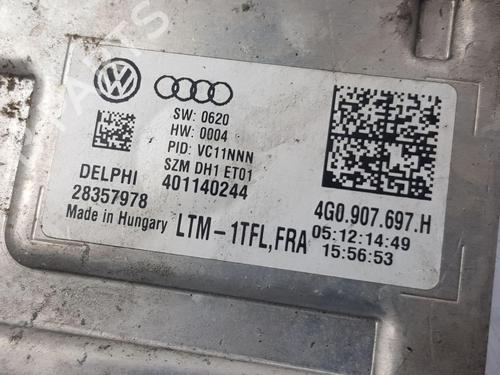 SW: 0620
HW: 0004
PID: VC11NNN
SZM DH1 ET01
401140244
DELPHI
28357978
Made in Hungary
LTM-1TFL,FRA
4G0.907.697.H
05:12:14:49
15:56:53